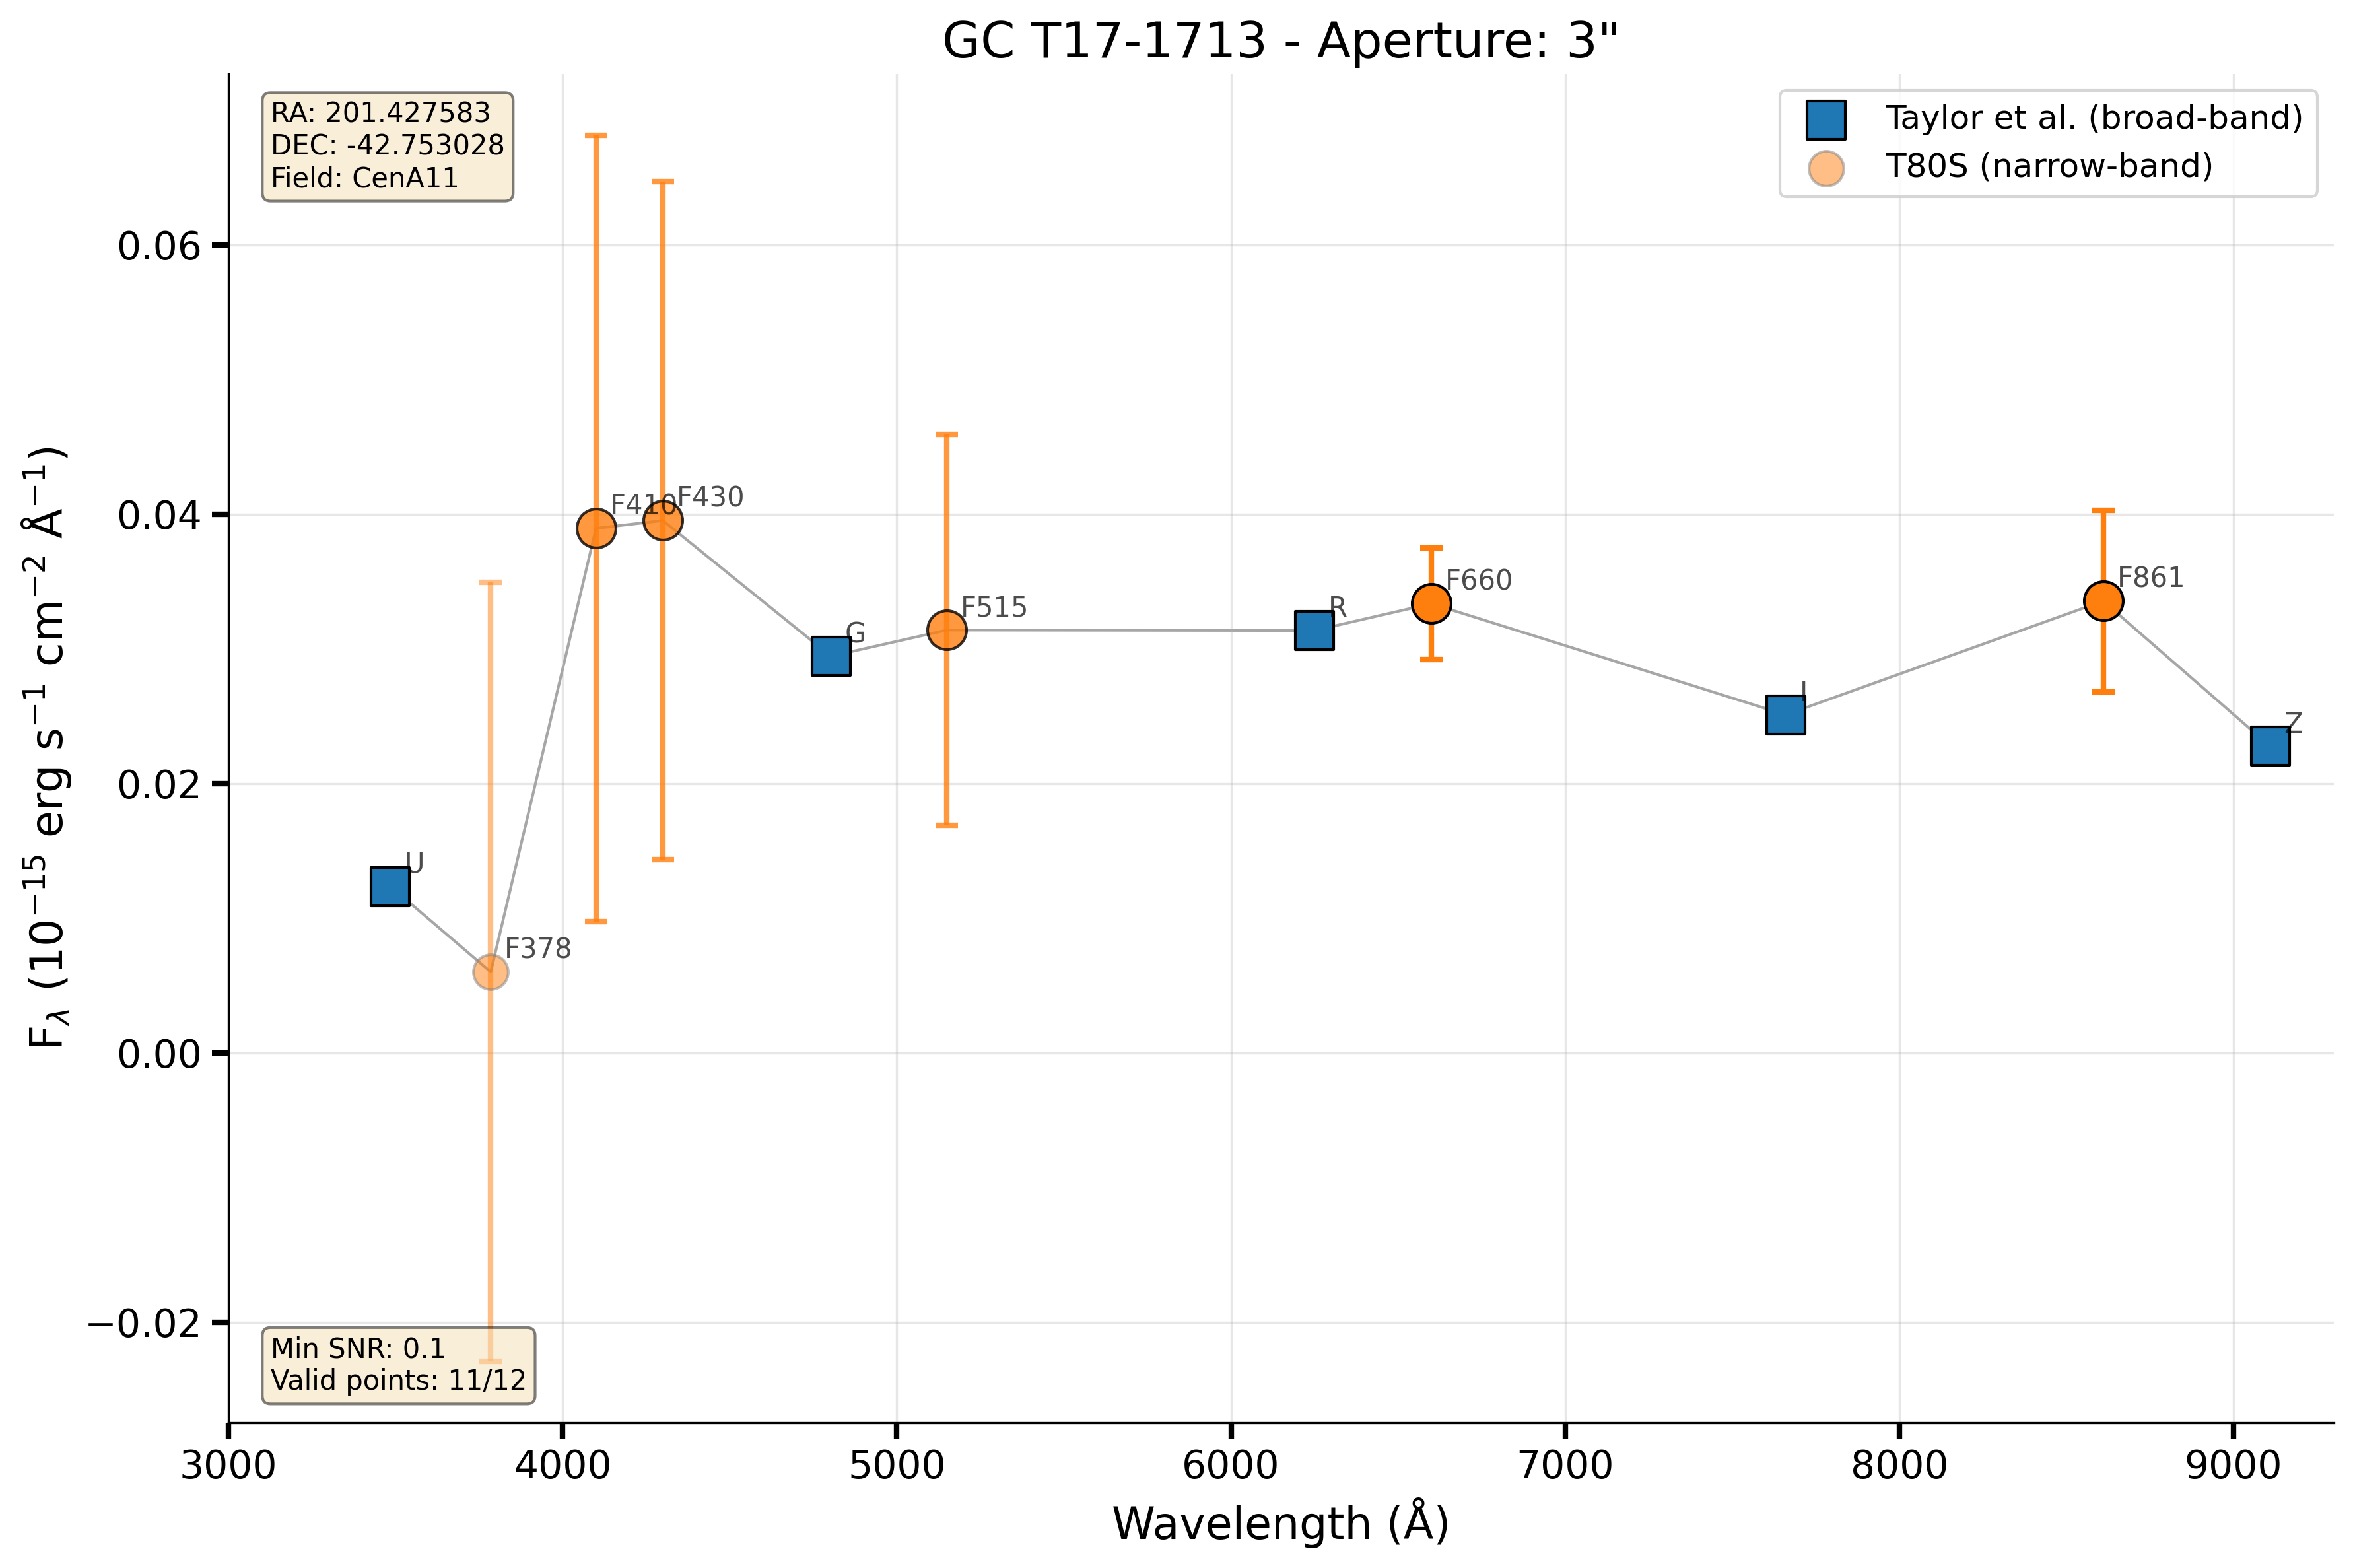 GC T17-1713 - Aperture: 3"
RA: 201.427583
DEC: -42.753028
Field: CenA11
Taylor et al. (broad-band)
T80S (narrow-band)
F_λ (10⁻¹⁵ erg s⁻¹ cm⁻² Å⁻¹)
0.06
0.04
0.02
0.00
−0.02
U
F378
F410
F430
G
F515
R
F660
I
F861
Z
Min SNR: 0.1
Valid points: 11/12
3000 4000 5000 6000 7000 8000 9000
Wavelength (Å)